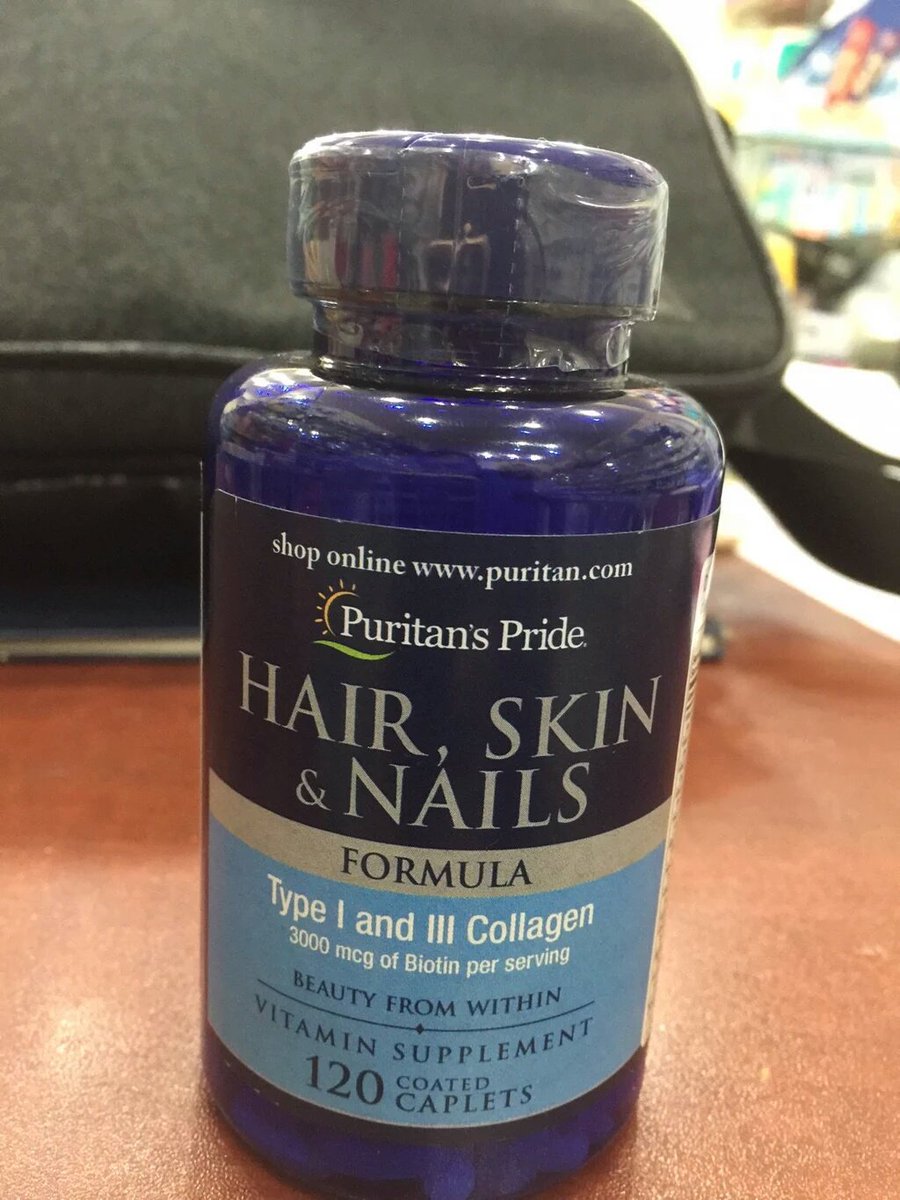 shop online www.puritan.com
Puritan's Pride
HAIR, SKIN
& NAILS
FORMULA
Type I and III Collagen
3000 mcg of Biotin per serving
BEAUTY FROM WITHIN
VITAMIN SUPPLEMENT
120 COATED
CAPLETS